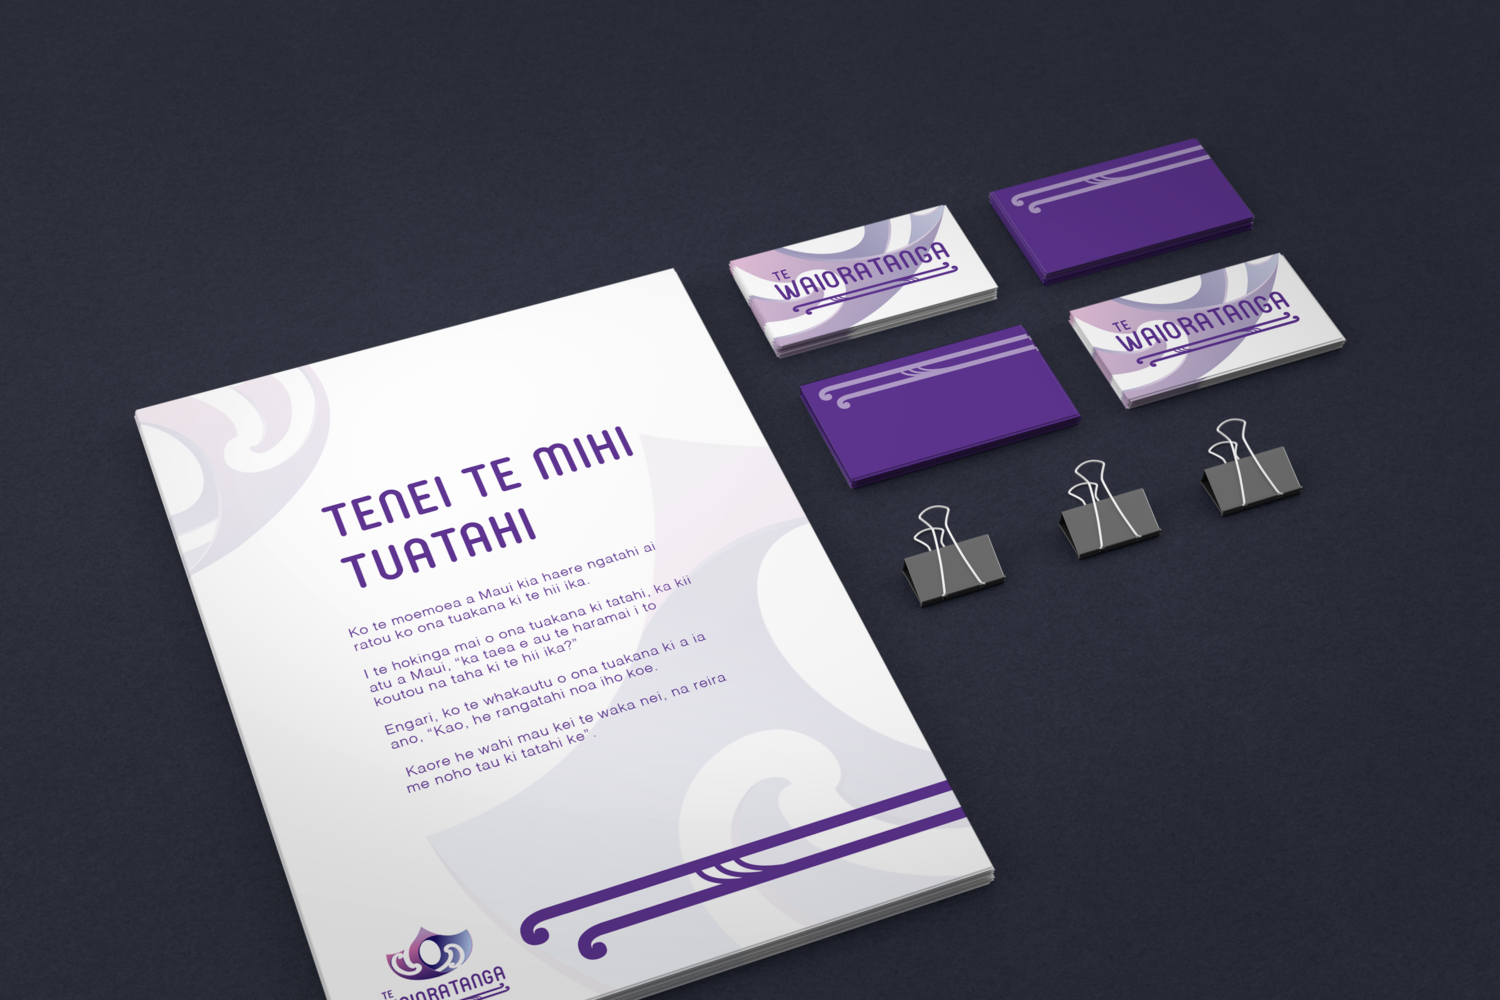 TENEI TE MIHI
TUATAHI
Ko te moemoea a Maui kia haere ngatahi ai
ratou ko ona tuakana ki te hii ika.
I te hokinga mai o ona tuakana ki tatahi, ka kii
atu a Maui, “ka taea e au te haramai i to
koutou na taha ki te hii ika?”
Engari, ko te whakautu o ona tuakana ki a ia
ano, “Kao, he rangatahi noa iho koe.
Kaore he wahi mau kei te waka nei, na reira
me noho tau ki tatahi ke”.
TE
WAIORATANGA
TE
WAIORATANGA
TE
WAIORATANGA